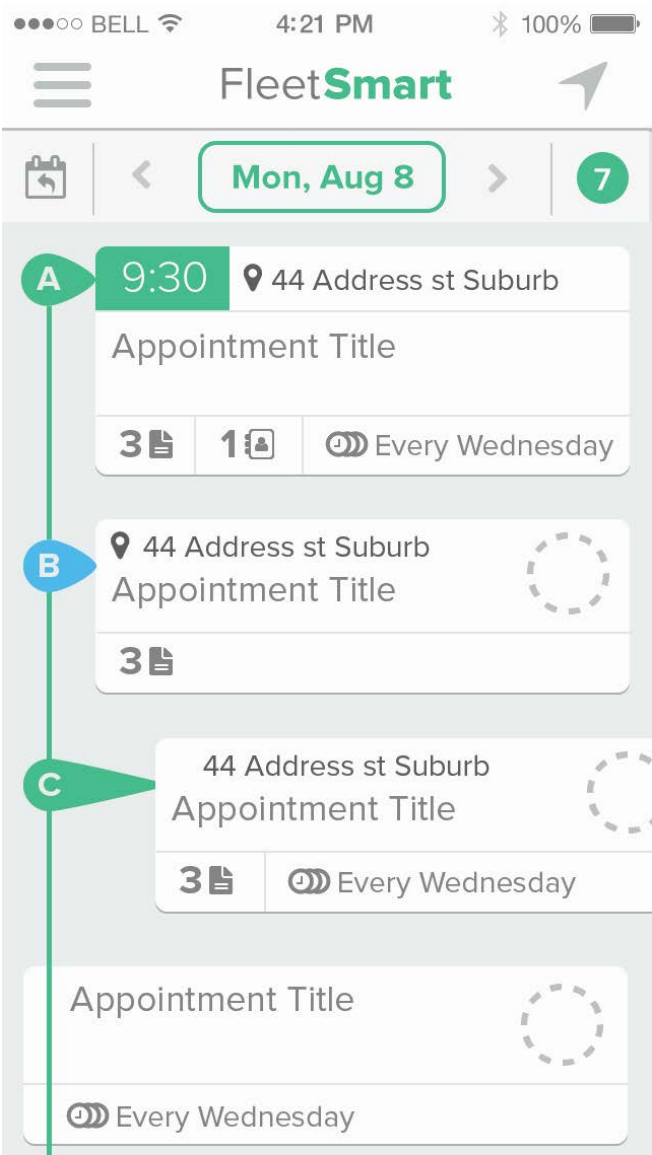 BELL 4:21 PM 100%
FleetSmart
Mon, Aug 8 7
A 9:30 44 Address st Suburb
Appointment Title
3 1 Every Wednesday
44 Address st Suburb
B
Appointment Title
3
44 Address st Suburb
C
Appointment Title
3 Every Wednesday
Appointment Title
Every Wednesday